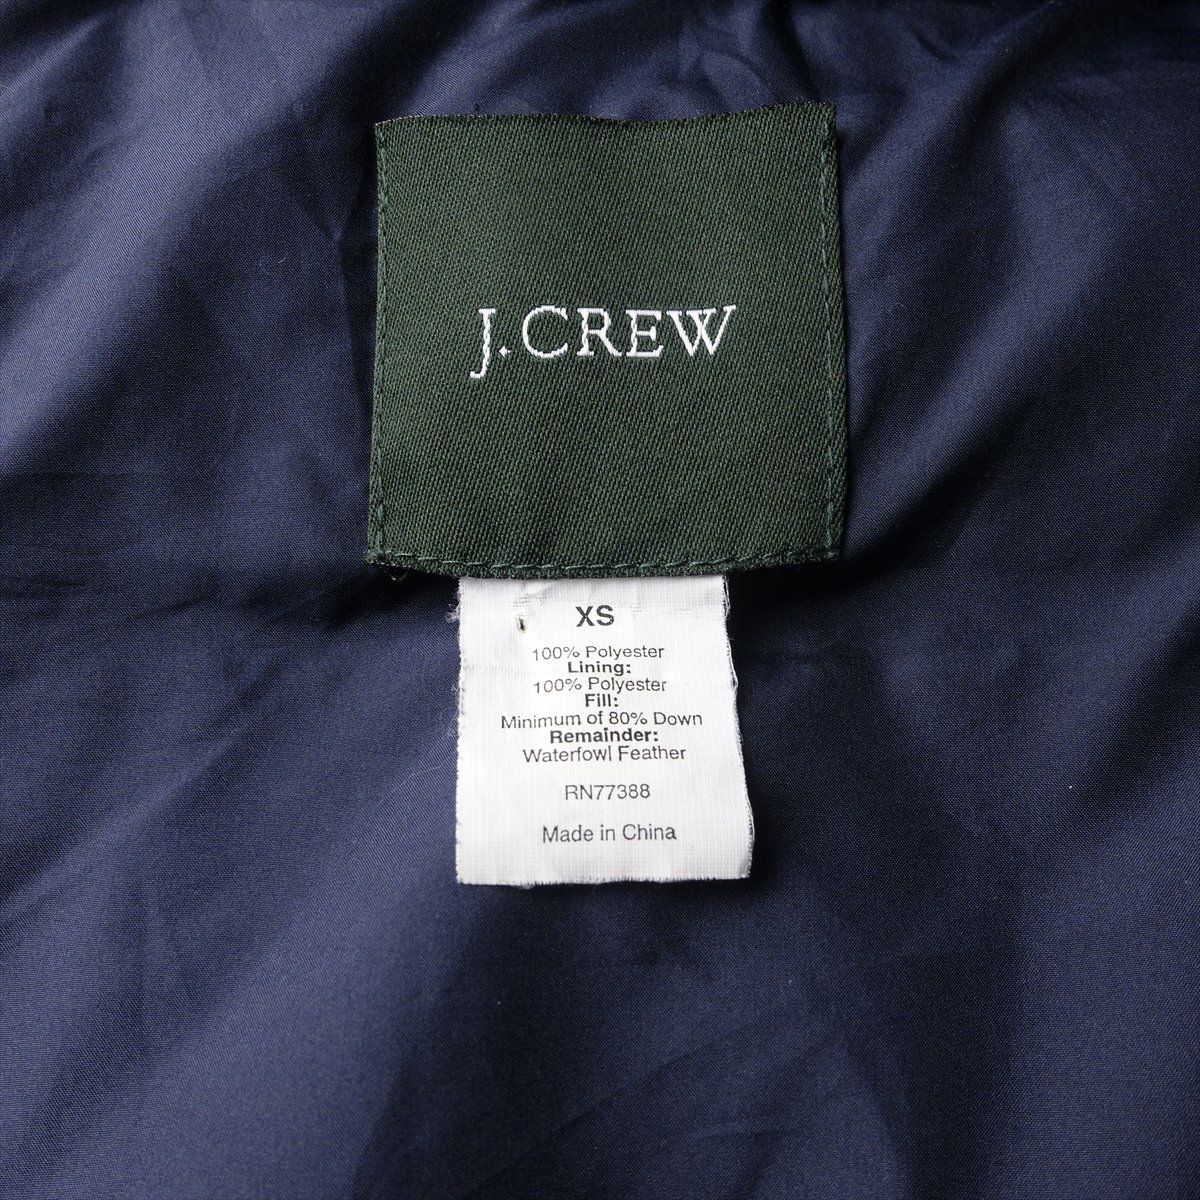 J.CREW
XS
100% Polyester
Lining:
100% Polyester
Fill:
Minimum of 80% Down
Remainder:
Waterfowl Feather
RN77388
Made in China